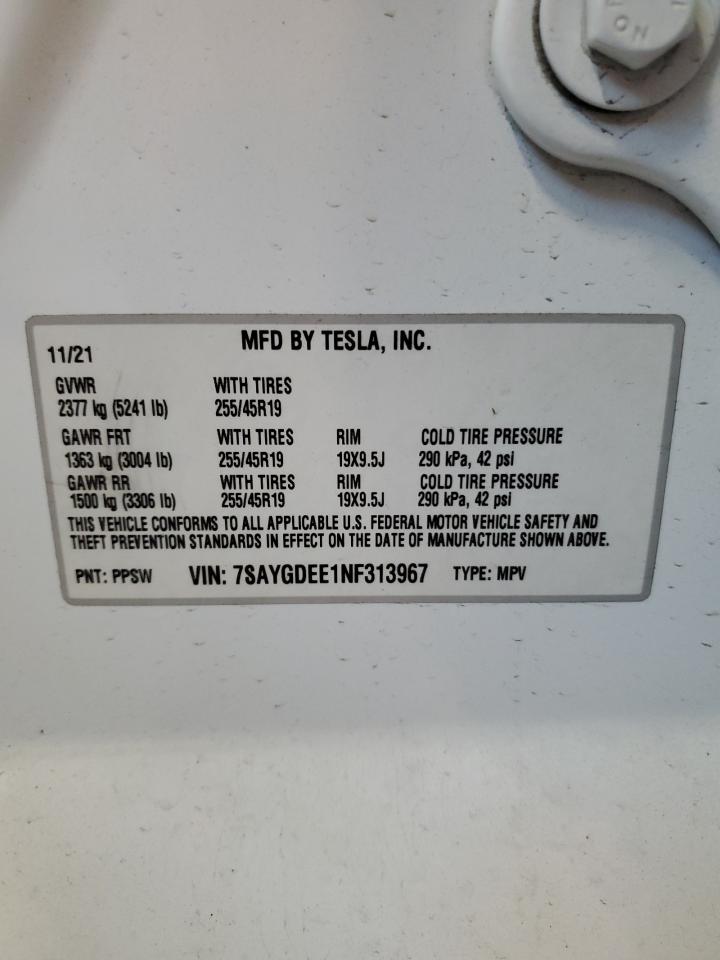 ON
MFD BY TESLA, INC.
11/21
GVWR WITH TIRES
2377 kg (5241 lb) 255/45R19
GAWR FRT WITH TIRES RIM COLD TIRE PRESSURE
1363 kg (3004 lb) 255/45R19 19X9.5J 290 kPa, 42 psi
GAWR RR WITH TIRES RIM COLD TIRE PRESSURE
1500 kg (3306 lb) 255/45R19 19X9.5J 290 kPa, 42 psi
THIS VEHICLE CONFORMS TO ALL APPLICABLE U.S. FEDERAL MOTOR VEHICLE SAFETY AND
THEFT PREVENTION STANDARDS IN EFFECT ON THE DATE OF MANUFACTURE SHOWN ABOVE.
PNT: PPSW VIN: 7SAYGDEE1NF313967 TYPE: MPV